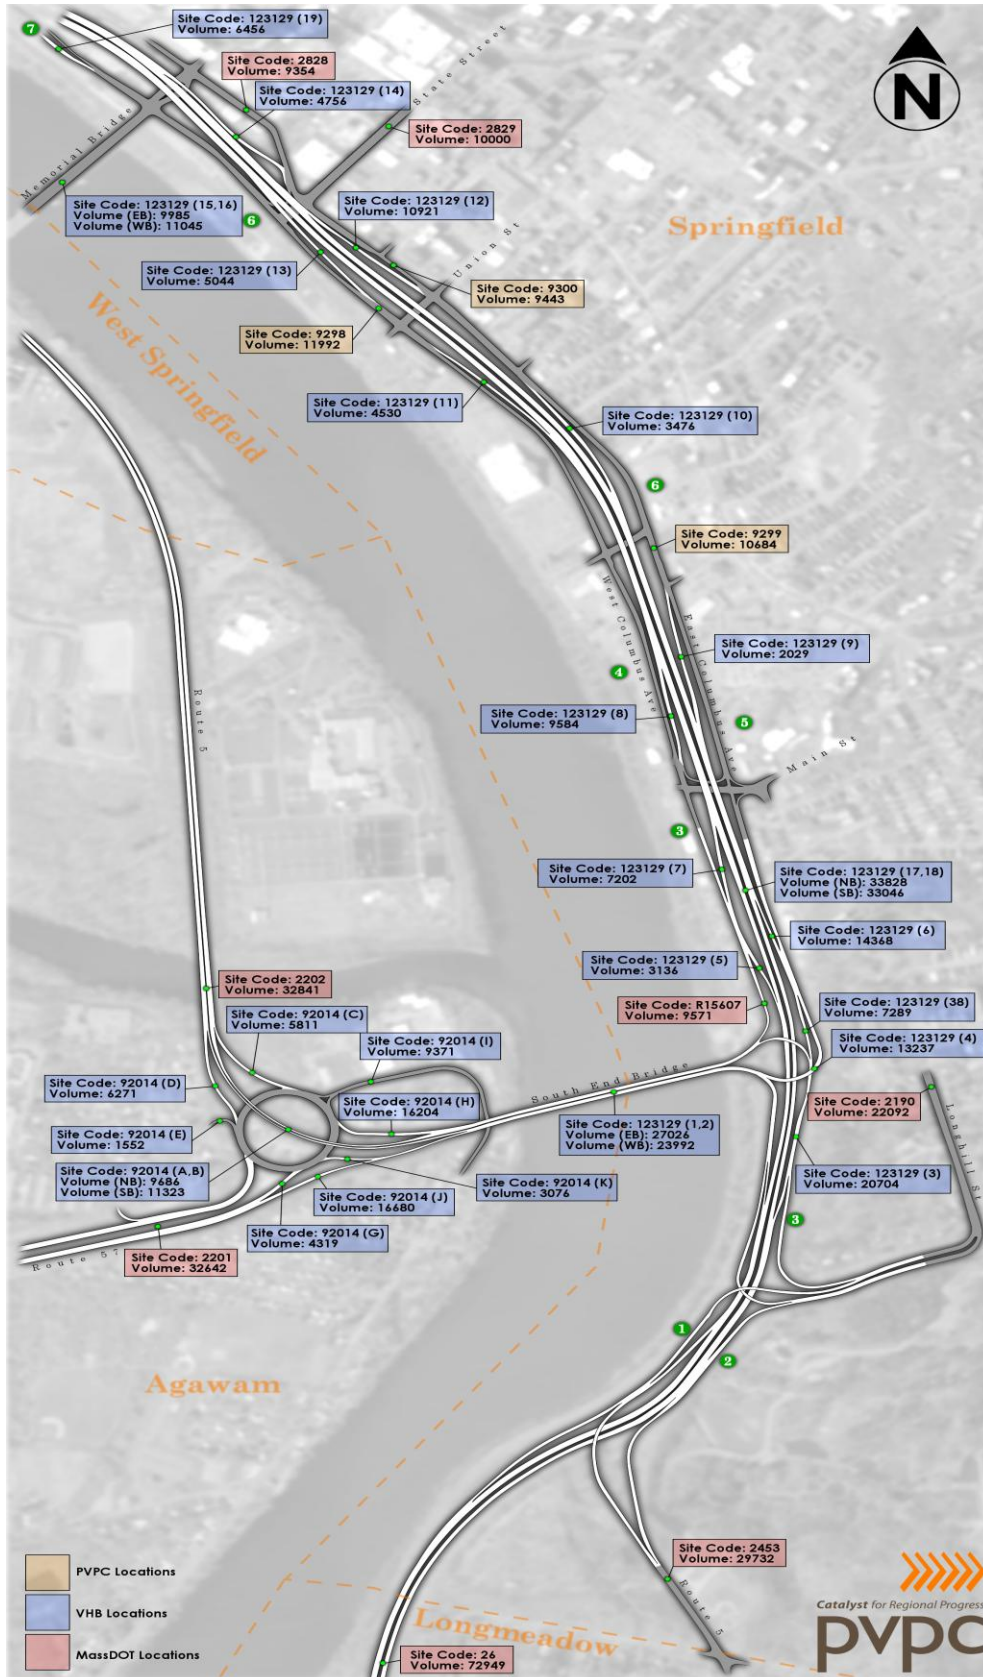 7
Site Code: 123129 (19)
Volume: 6456
Site Code: 2828
Volume: 9354
Site Code: 123129 (14)
Volume: 4756
State Street
N
Site Code: 2829
Volume: 10000
Memorial Bridge
Site Code: 123129 (15,16)
Volume (EB): 9985
Volume (WB): 11045
6
Site Code: 123129 (12)
Volume: 10921
Springfield
Union St
Site Code: 123129 (13)
Volume: 5044
Site Code: 9300
Volume: 9443
Site Code: 9298
Volume: 11992
West Springfield
Site Code: 123129 (11)
Volume: 4530
Site Code: 123129 (10)
Volume: 3476
6
Site Code: 9299
Volume: 10684
West Columbus Ave
East Columbus Ave
Site Code: 123129 (9)
Volume: 2029
4
Route 5
Site Code: 123129 (8)
Volume: 9584
5
Main St
3
Site Code: 123129 (7)
Volume: 7202
Site Code: 123129 (17,18)
Volume (NB): 33828
Volume (SB): 33046
Site Code: 123129 (6)
Volume: 14368
Site Code: 123129 (5)
Volume: 3136
Site Code: 2202
Volume: 32841
Site Code: R15607
Volume: 9571
Site Code: 92014 (C)
Volume: 5811
Site Code: 123129 (38)
Volume: 7289
Site Code: 92014 (I)
Volume: 9371
Site Code: 123129 (4)
Volume: 13237
South End Bridge
Site Code: 92014 (D)
Volume: 6271
Site Code: 92014 (H)
Volume: 16204
Site Code: 2190
Volume: 22092
Longhill St
Site Code: 92014 (E)
Volume: 1552
Site Code: 123129 (1,2)
Volume (EB): 27026
Volume (WB): 23992
Site Code: 92014 (A,B)
Volume (NB): 9686
Volume (SB): 11323
Site Code: 92014 (K)
Volume: 3076
Site Code: 123129 (3)
Volume: 20704
Site Code: 92014 (J)
Volume: 16680
3
Site Code: 92014 (G)
Volume: 4319
Route 57
Site Code: 2201
Volume: 32642
1
2
Agawam
Site Code: 2453
Volume: 29732
Route 5
PVPC Locations
VHB Locations
MassDOT Locations
Longmeadow
Site Code: 26
Volume: 72949
Catalyst for Regional Progress
pvpc